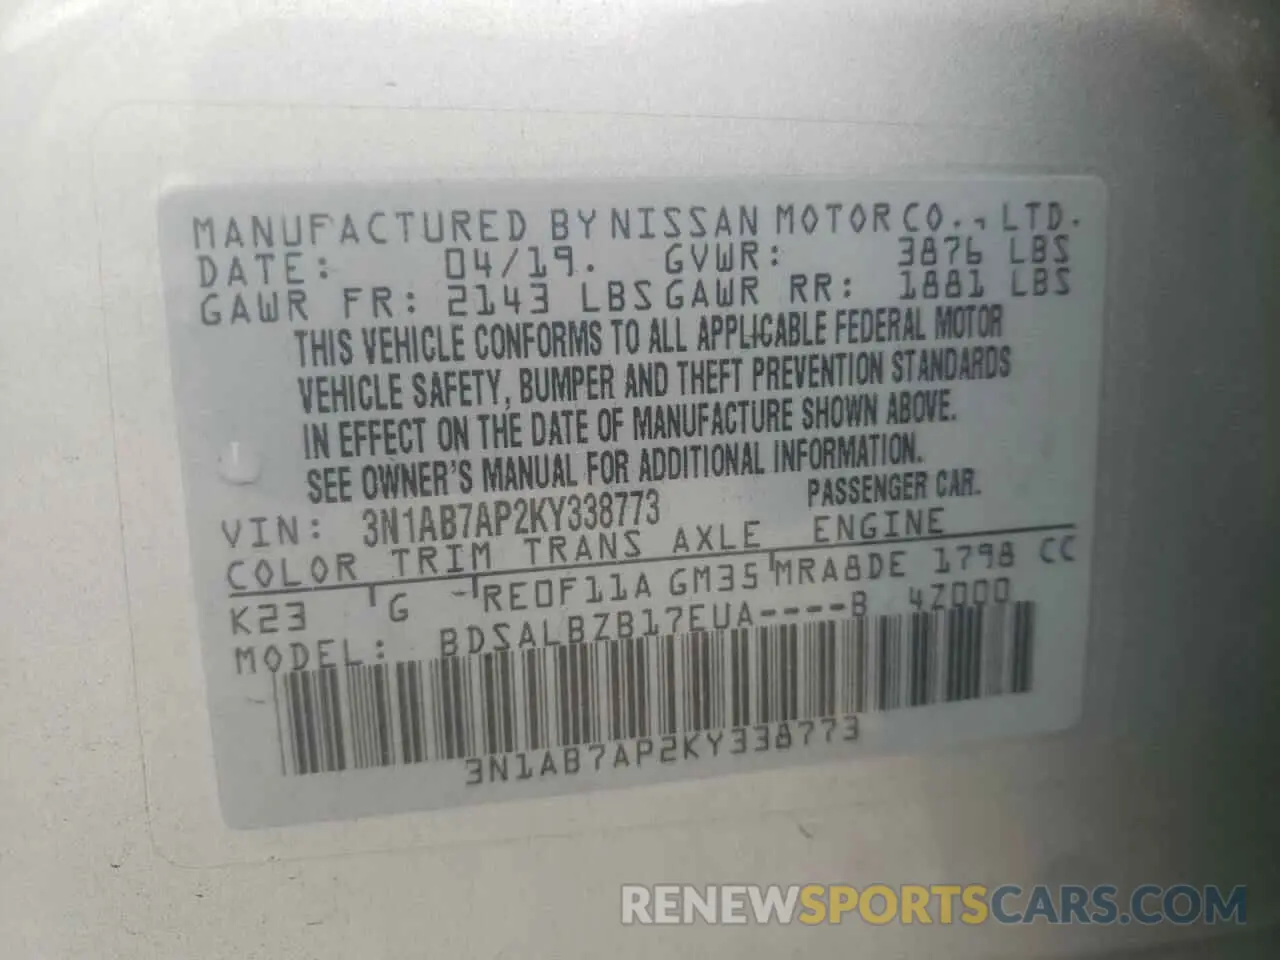 MANUFACTURED BY NISSAN MOTOR CO., LTD.
DATE: 04/19. GVWR: 3876 LBS
GAWR FR: 2143 LBS GAWR RR: 1881 LBS
THIS VEHICLE CONFORMS TO ALL APPLICABLE FEDERAL MOTOR
VEHICLE SAFETY, BUMPER AND THEFT PREVENTION STANDARDS
IN EFFECT ON THE DATE OF MANUFACTURE SHOWN ABOVE.
SEE OWNER'S MANUAL FOR ADDITIONAL INFORMATION.
VIN: 3N1AB7AP2KY338773 PASSENGER CAR.
COLOR TRIM TRANS AXLE ENGINE
K23 G RE0F11A GM35 MRA8DE 1798 CC
MODEL: BDSALBZB17EUA----B 4Z000
3N1AB7AP2KY338773
RENEWSPORTSCARS.COM